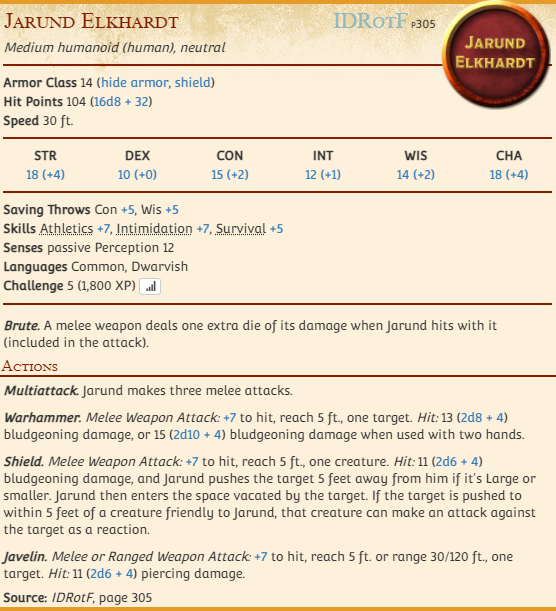 Jarund Elkhardt IDRotF p305
Medium humanoid (human), neutral
Jarund
Elkhardt
Armor Class 14 (hide armor, shield)
Hit Points 104 (16d8 + 32)
Speed 30 ft.
STR DEX CON INT WIS CHA
18 (+4) 10 (+0) 15 (+2) 12 (+1) 14 (+2) 18 (+4)
Saving Throws Con +5, Wis +5
Skills Athletics +7, Intimidation +7, Survival +5
Senses passive Perception 12
Languages Common, Dwarvish
Challenge 5 (1,800 XP)
Brute. A melee weapon deals one extra die of its damage when Jarund hits with it
(included in the attack).
Actions
Multiattack. Jarund makes three melee attacks.
Warhammer. Melee Weapon Attack: +7 to hit, reach 5 ft., one target. Hit: 13 (2d8 + 4)
bludgeoning damage, or 15 (2d10 + 4) bludgeoning damage when used with two hands.
Shield. Melee Weapon Attack: +7 to hit, reach 5 ft., one creature. Hit: 11 (2d6 + 4)
bludgeoning damage, and Jarund pushes the target 5 feet away from him if it's Large or
smaller. Jarund then enters the space vacated by the target. If the target is pushed to
within 5 feet of a creature friendly to Jarund, that creature can make an attack against
the target as a reaction.
Javelin. Melee or Ranged Weapon Attack: +7 to hit, reach 5 ft. or range 30/120 ft., one
target. Hit: 11 (2d6 + 4) piercing damage.
Source: IDRotF, page 305